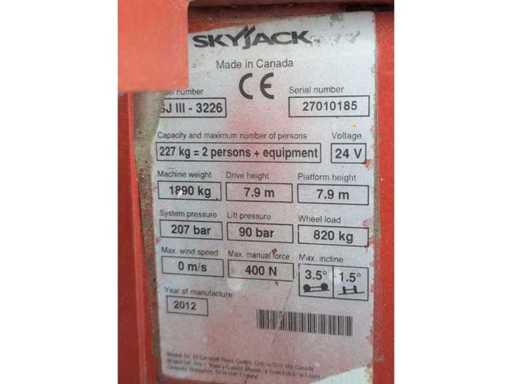 SKYJACK
Made in Canada
CE
number Serial number
SJ III - 3226 27010185
Capacity and maximum number of persons Voltage
227 kg = 2 persons + equipment 24 V
Machine weight Drive height Platform height
1890 kg 7.9 m 7.9 m
System pressure Lift pressure Wheel load
207 bar 90 bar 820 kg
Max. wind speed Max. manual force Max. incline
0 m/s 400 N 3.5° 1.5°
Year of manufacture
2012